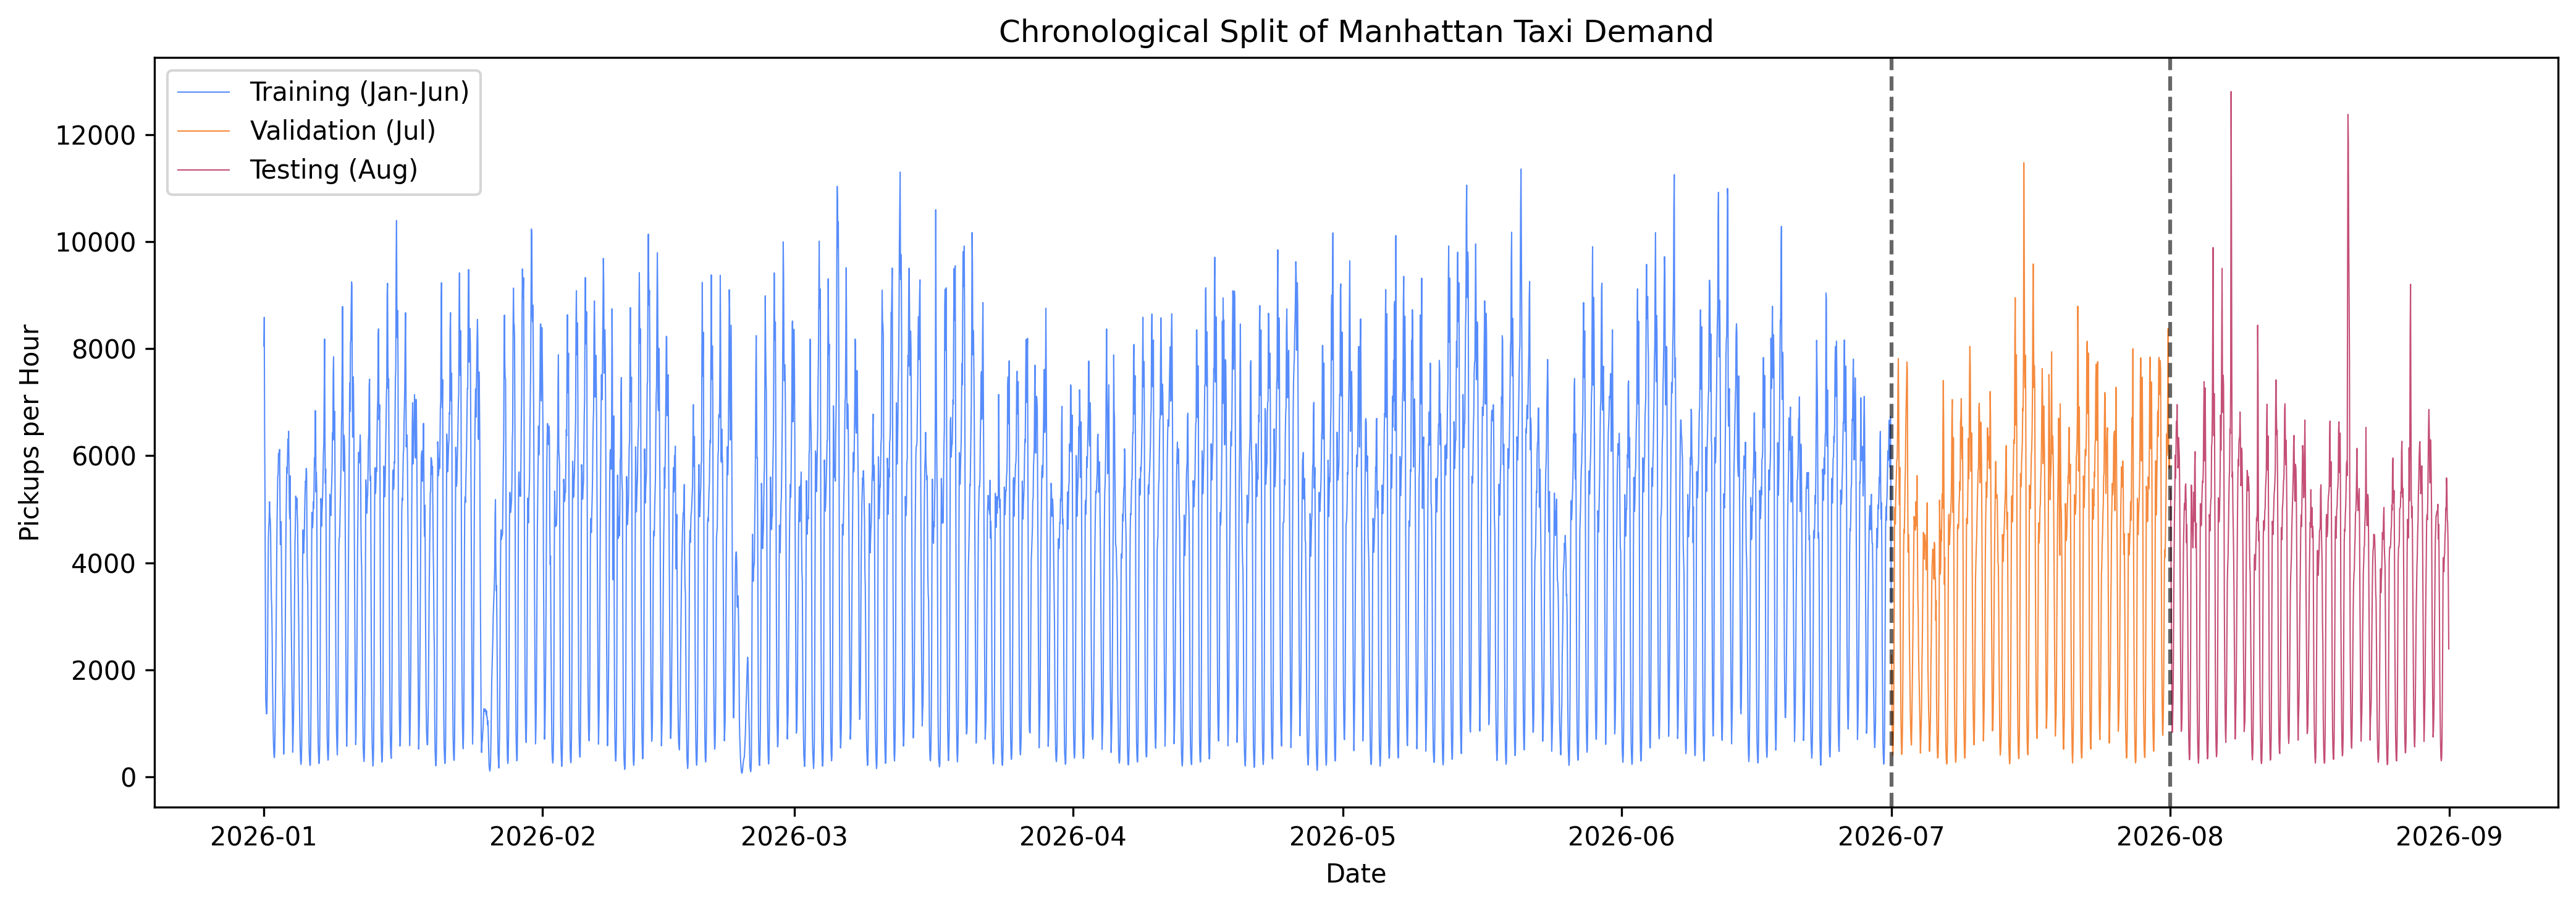 Chronological Split of Manhattan Taxi Demand
Training (Jan-Jun)
Validation (Jul)
Testing (Aug)
Pickups per Hour
12000
10000
8000
6000
4000
2000
0
2026-01 2026-02 2026-03 2026-04 2026-05 2026-06 2026-07 2026-08 2026-09
Date